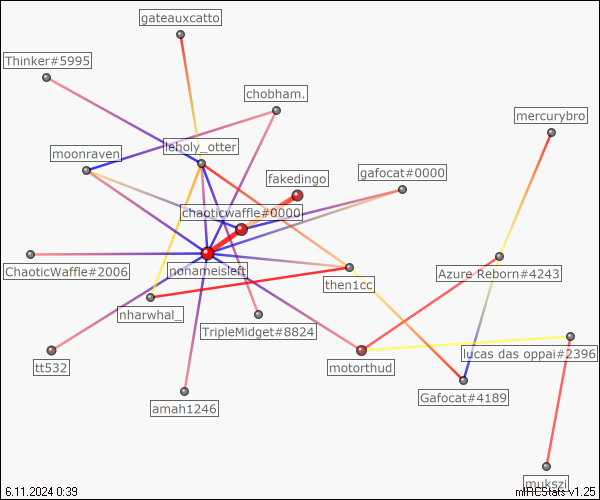 gateauxcatto
Thinker#5995
chobham.
mercurybro
leholy_otter
moonraven
gafocat#0000
fakedingo
chaoticwaffle#0000
ChaoticWaffle#2006
nonameisleft
Azure Reborn#4243
then1cc
nharwhal_
TripleMidget#8824
lucas das oppai#2396
tt532
motorthud
Gafocat#4189
amah1246
mukszi
6.11.2024 0:39
mIRCStats v1.25